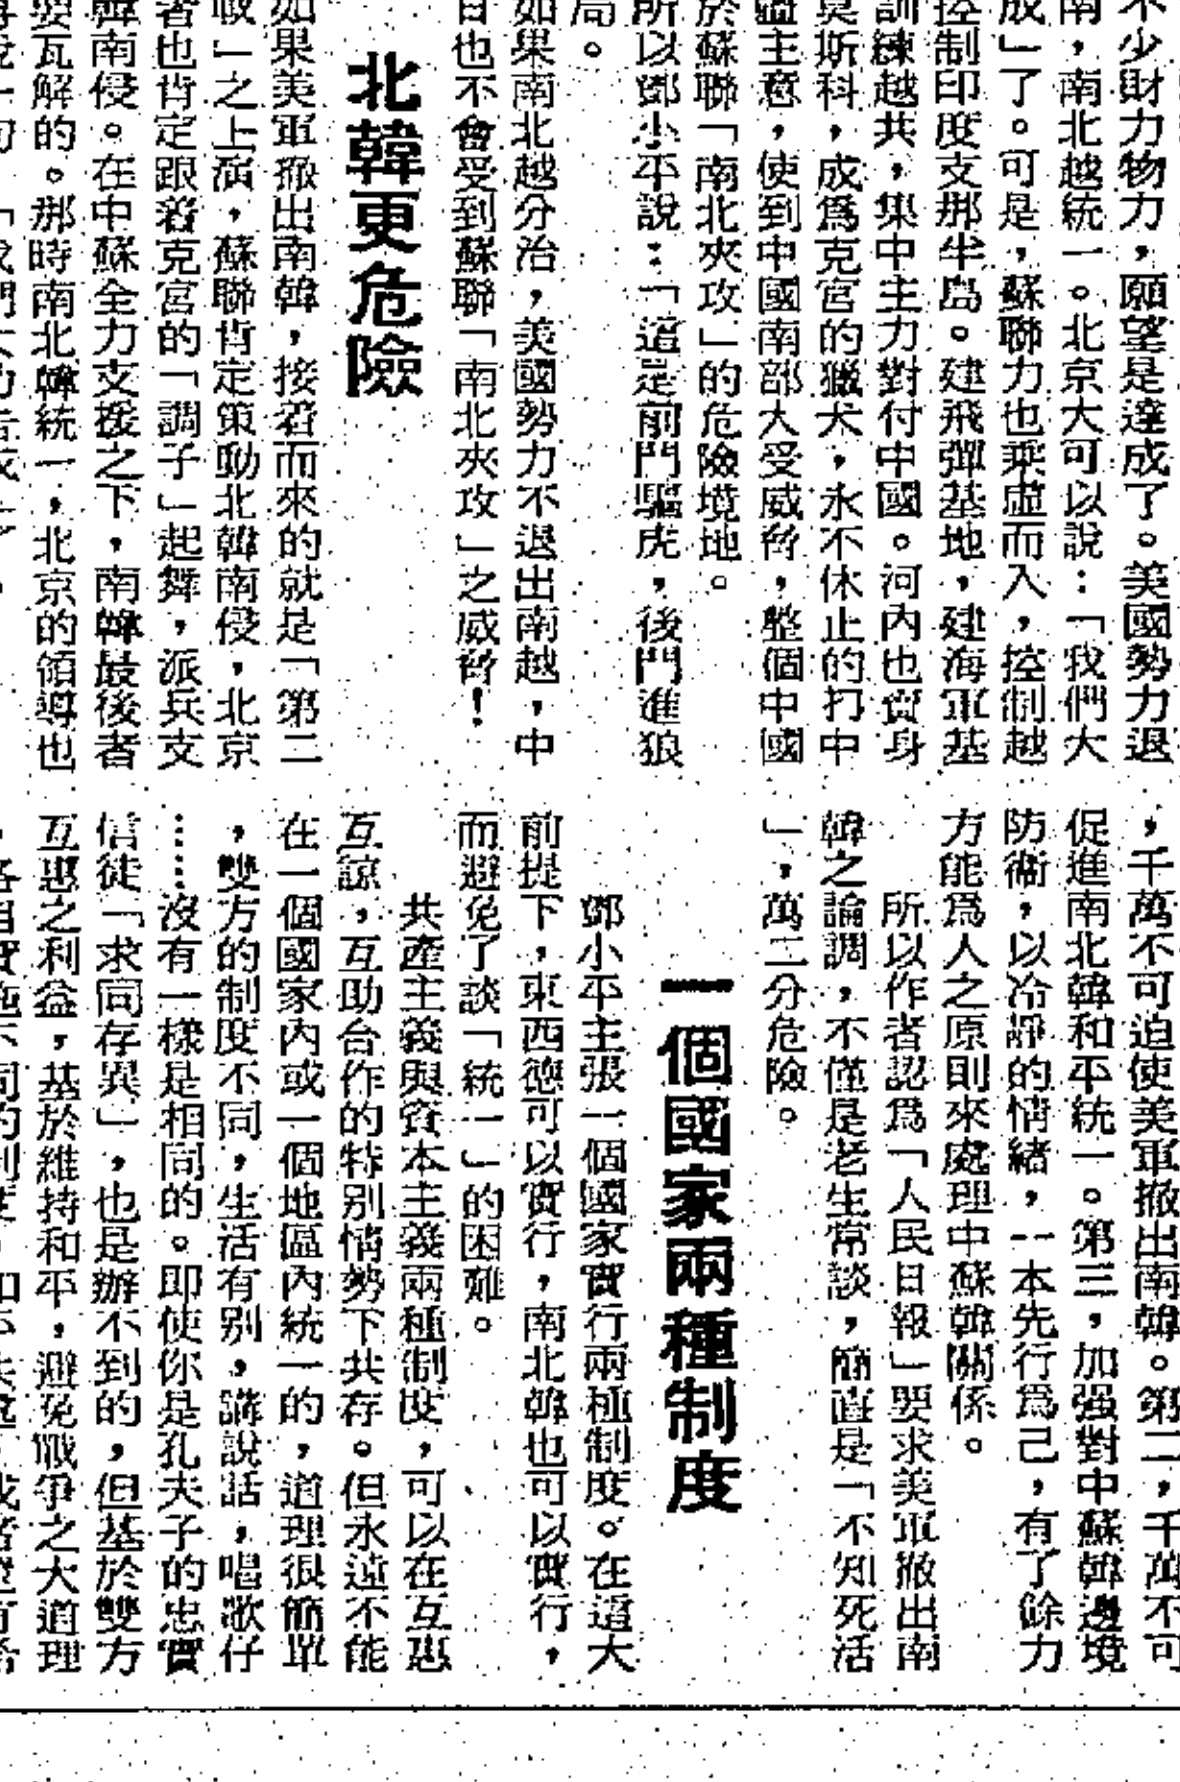 不少財力物力，願望是達成了。美國勢力退
南，南北越統一。北京大可以說：「我們大
成」了。可是，蘇聯力也乘虛而入，控制越
控制印度支那半島。建飛彈基地，建海軍基
訓練越共，集中主力對付中國。河內也賣身
莫斯科，成爲克宮的獵犬，永不休止的打中
主意，使到中國南部大受威脅，整個中國
於蘇聯「南北夾攻」的危險境地。
所以鄧小平說：「這是前門驅虎，後門進狼
局。
如果南北越分治，美國勢力不退出南越，中
日也不會受到蘇聯「南北夾攻」之威脅！
北韓更危險
如果美軍撤出南韓，接着而來的就是「第二
戰」之上演，蘇聯肯定策動北韓南侵，北京
者也肯定跟着克宮的「調子」起舞，派兵支
韓南侵。在中蘇全力支援之下，南韓最後者
要瓦解的。那時南北韓統一，北京的領導也
，千萬不可迫使美軍撤出南韓。第二，千萬不可
促進南北韓和平統一。第三，加强對中蘇韓邊境
防衞，以冷靜的情緒，一本先行爲己，有了餘力
方能爲人之原則來處理中蘇韓關係。
所以作者認爲「人民日報」要求美軍撤出南
韓之論調，不僅是老生常談，簡直是「不知死活
」，萬二分危險。
一個國家兩種制度
鄧小平主張一個國家實行兩種制度。在這大
前提下，東西德可以實行，南北韓也可以實行，
而避免了談「統一」的困難。
共產主義與資本主義兩種制度，可以在互惠
互諒，互助合作的特別情勢下共存。但永遠不能
在一個國家內或一個地區內統一的，道理很簡單
，雙方的制度不同，生活有別，講說話，唱歌仔
……沒有一樣是相同的。即使你是孔夫子的忠實
信徒「求同存異」，也是辦不到的，但基於雙方
互惠之利益，基於維持和平，避免戰爭之大道理